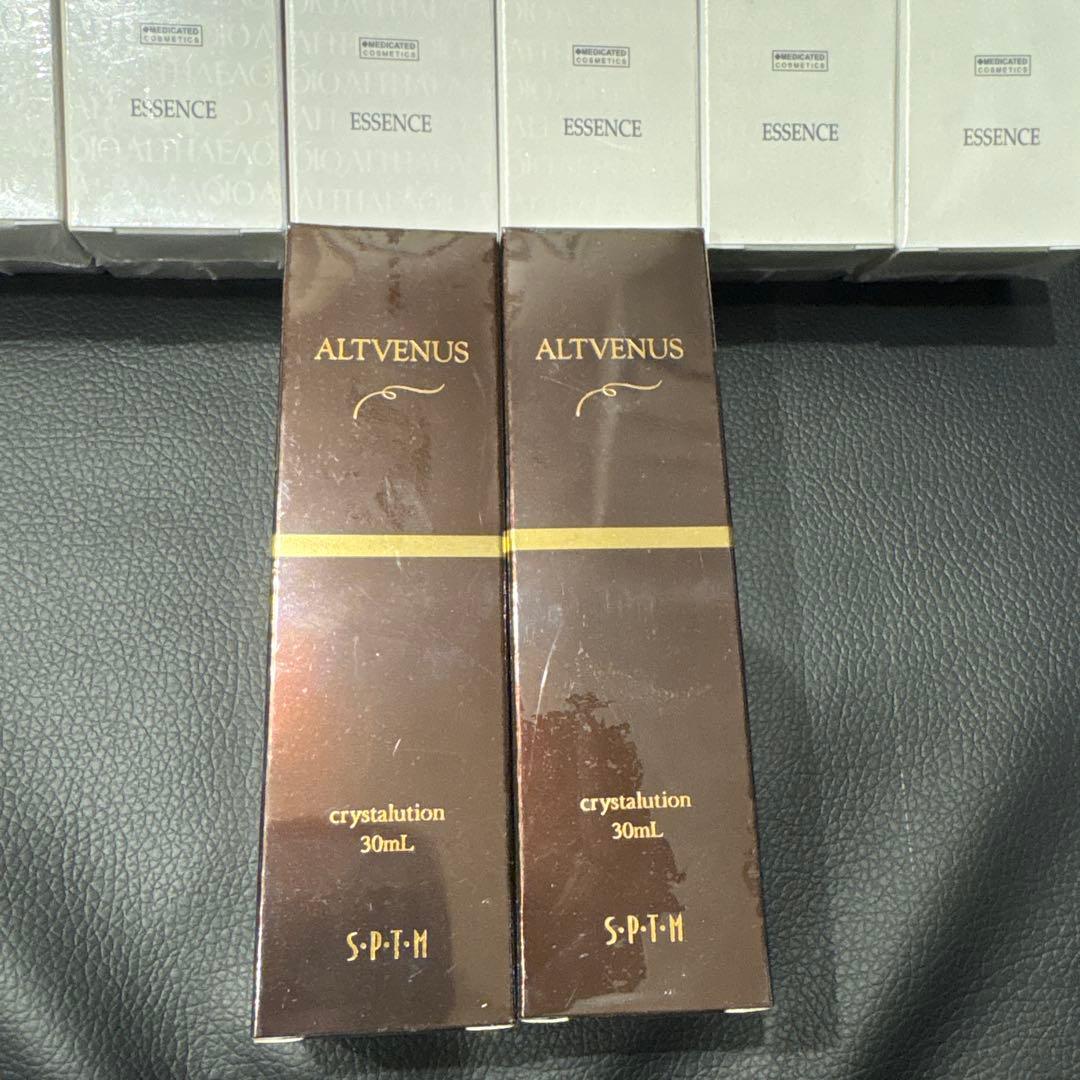 MEDICATED
COSMETICS
ESSENCE
MEDICATED
COSMETICS
ESSENCE
MEDICATED
COSMETICS
ESSENCE
MEDICATED
COSMETICS
ESSENCE
MEDICATED
COSMETICS
ESSENCE
ALTVENUS
crystalution
30mL
S·P·T·M
ALTVENUS
crystalution
30mL
S·P·T·M